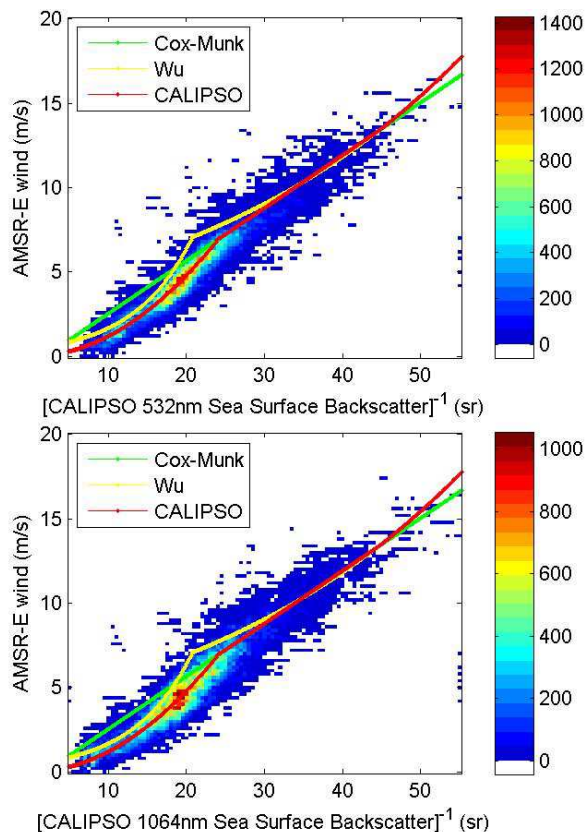 Cox-Munk
Wu
CALIPSO
AMSR-E wind (m/s)
20
15
10
5
0
10 20 30 40 50
[CALIPSO 532nm Sea Surface Backscatter]⁻¹ (sr)
1400
1200
1000
800
600
400
200
0
Cox-Munk
Wu
CALIPSO
AMSR-E wind (m/s)
20
15
10
5
0
10 20 30 40 50
[CALIPSO 1064nm Sea Surface Backscatter]⁻¹ (sr)
1000
800
600
400
200
0